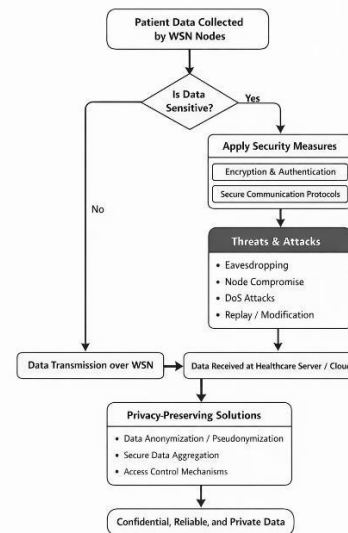 Patient Data Collected
by WSN Nodes
Is Data
Sensitive?
Yes
No
Apply Security Measures
Encryption & Authentication
Secure Communication Protocols
Threats & Attacks
• Eavesdropping
• Node Compromise
• DoS Attacks
• Replay / Modification
Data Transmission over WSN
Data Received at Healthcare Server / Cloud
Privacy-Preserving Solutions
• Data Anonymization / Pseudonymization
• Secure Data Aggregation
• Access Control Mechanisms
Confidential, Reliable, and Private Data